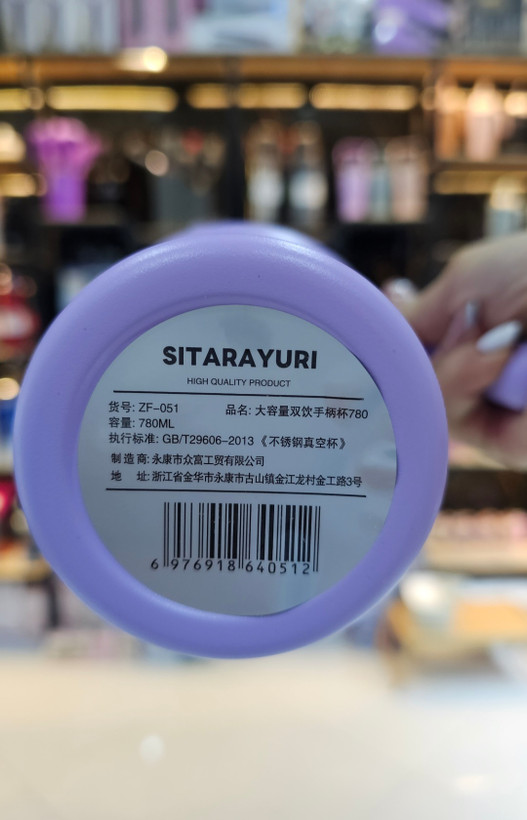 SITARAYURI
HIGH QUALITY PRODUCT
货号: ZF-051 品名: 大容量双饮手柄杯780
容量: 780ML
执行标准: GB/T29606-2013《不锈钢真空杯》
制造商: 永康市众富工贸有限公司
地 址: 浙江省金华市永康市古山镇金江龙村金工路3号
6 976918 640512